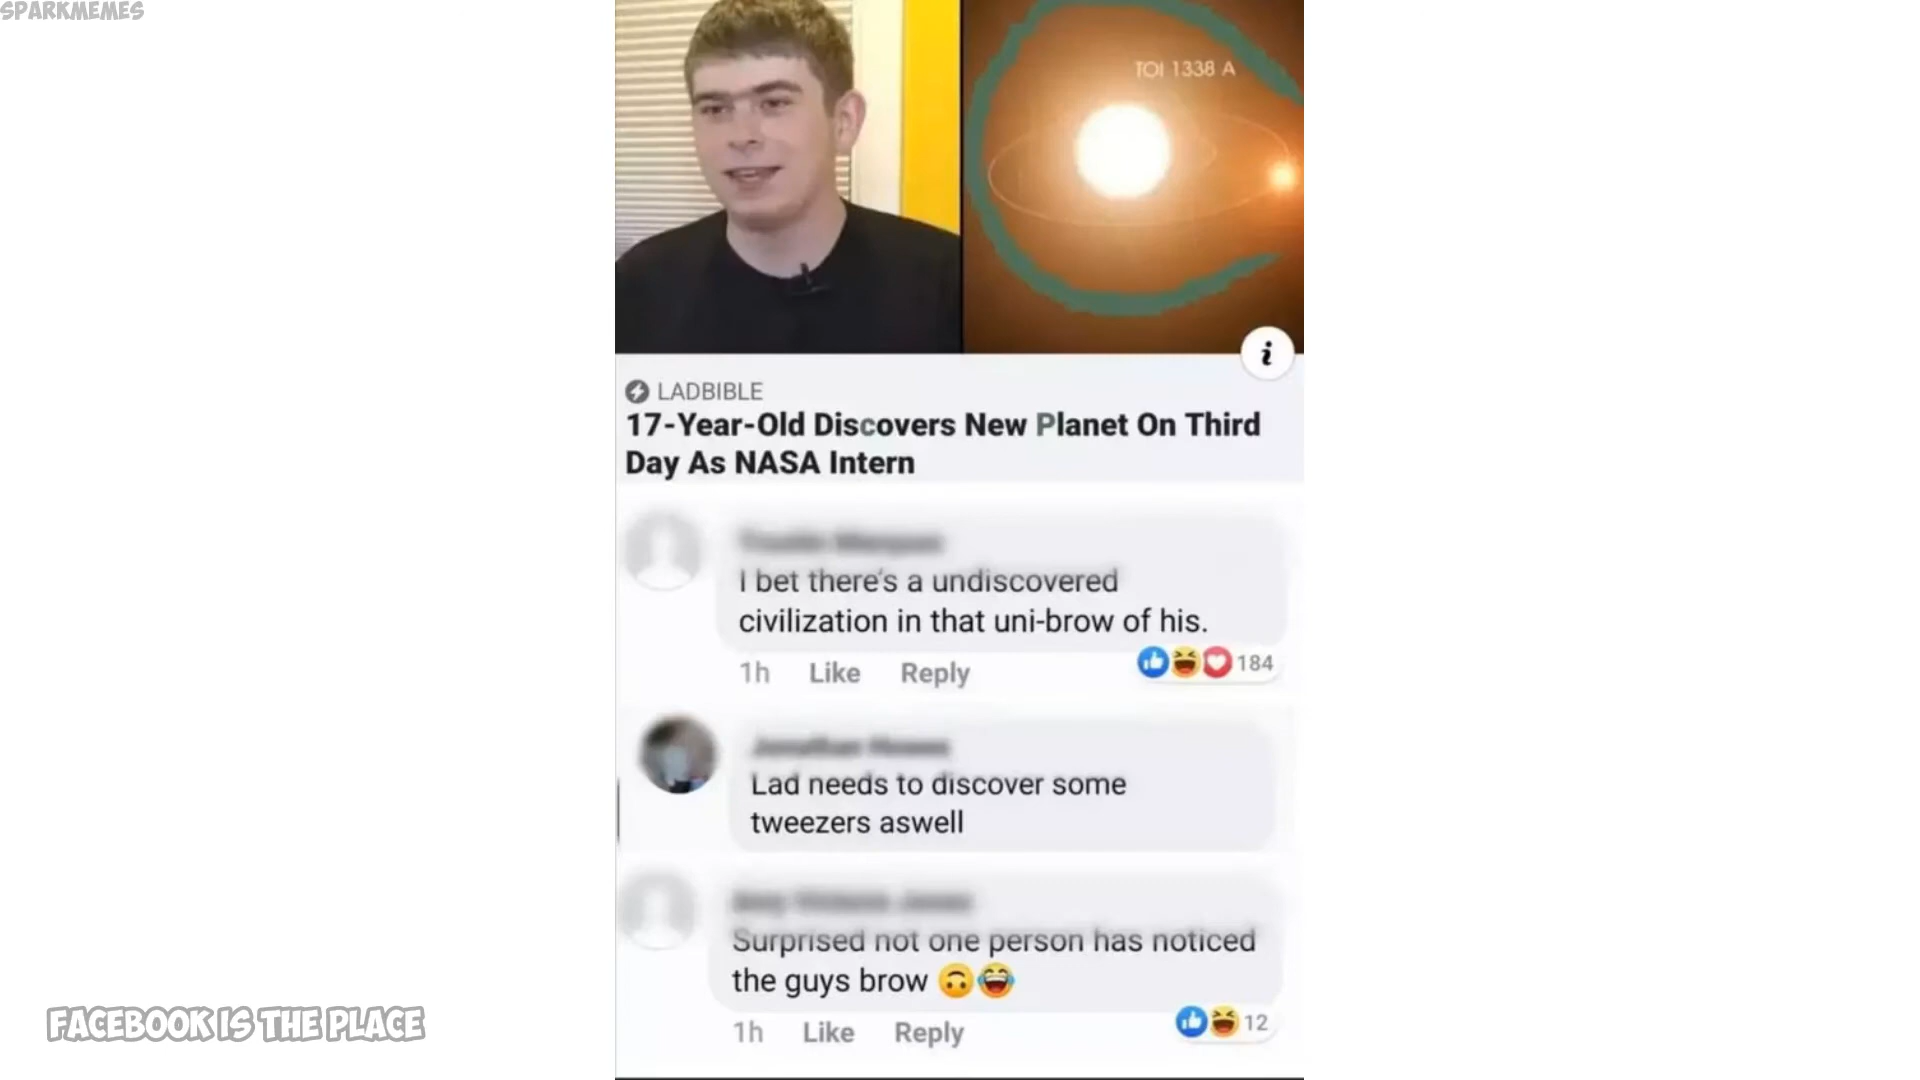 SPARKMEMES
TOI 1338 A
LADBIBLE
17-Year-Old Discovers New Planet On Third
Day As NASA Intern
I bet there's a undiscovered
civilization in that uni-brow of his.
1h Like Reply 184
Lad needs to discover some
tweezers aswell
Surprised not one person has noticed
the guys brow 🙃😂
1h Like Reply 12
FACEBOOK IS THE PLACE